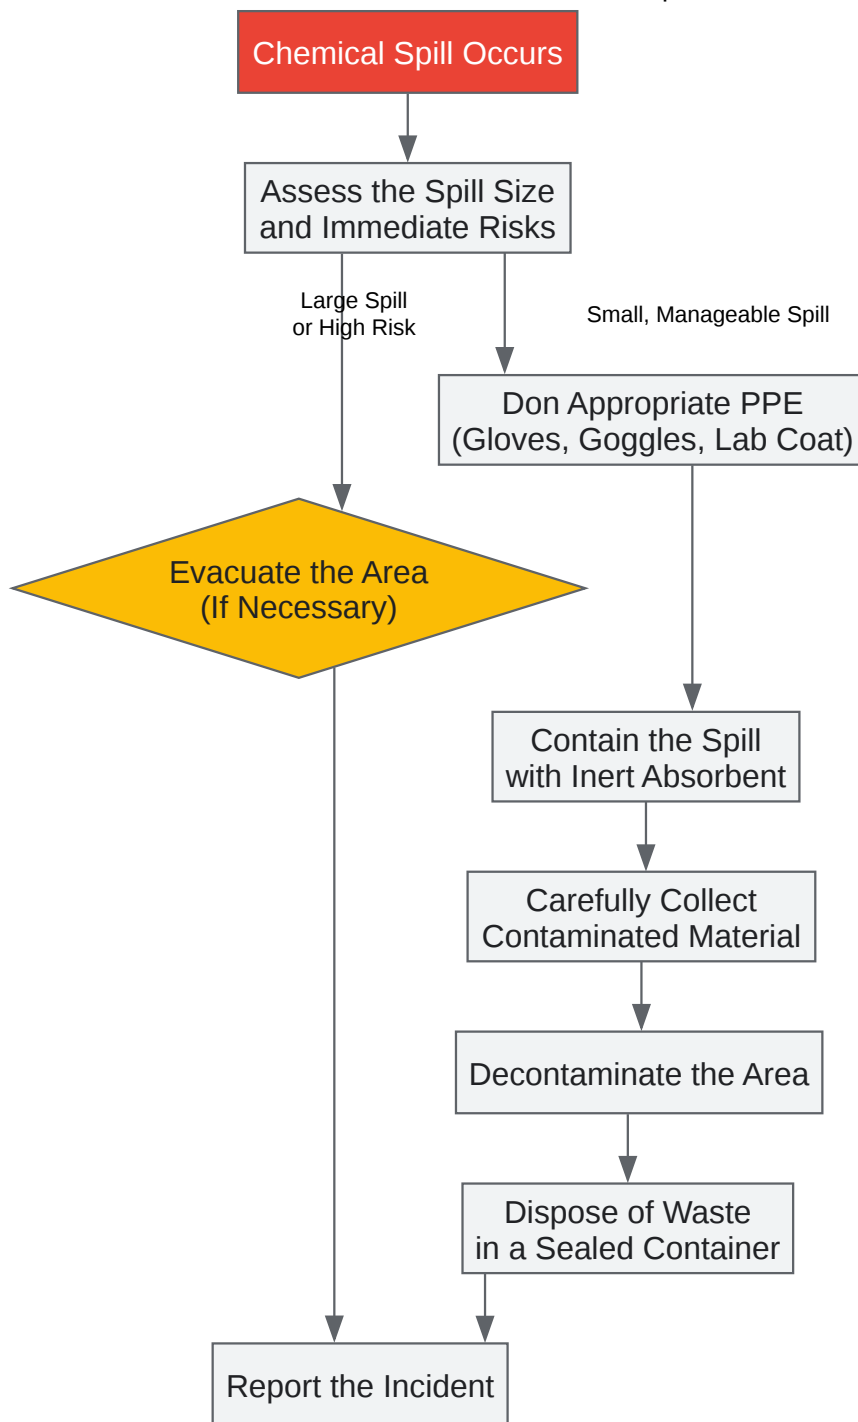 Chemical Spill Occurs
Assess the Spill Size
and Immediate Risks
Large Spill
or High Risk
Small, Manageable Spill
Don Appropriate PPE
(Gloves, Goggles, Lab Coat)
Evacuate the Area
(If Necessary)
Contain the Spill
with Inert Absorbent
Carefully Collect
Contaminated Material
Decontaminate the Area
Dispose of Waste
in a Sealed Container
Report the Incident